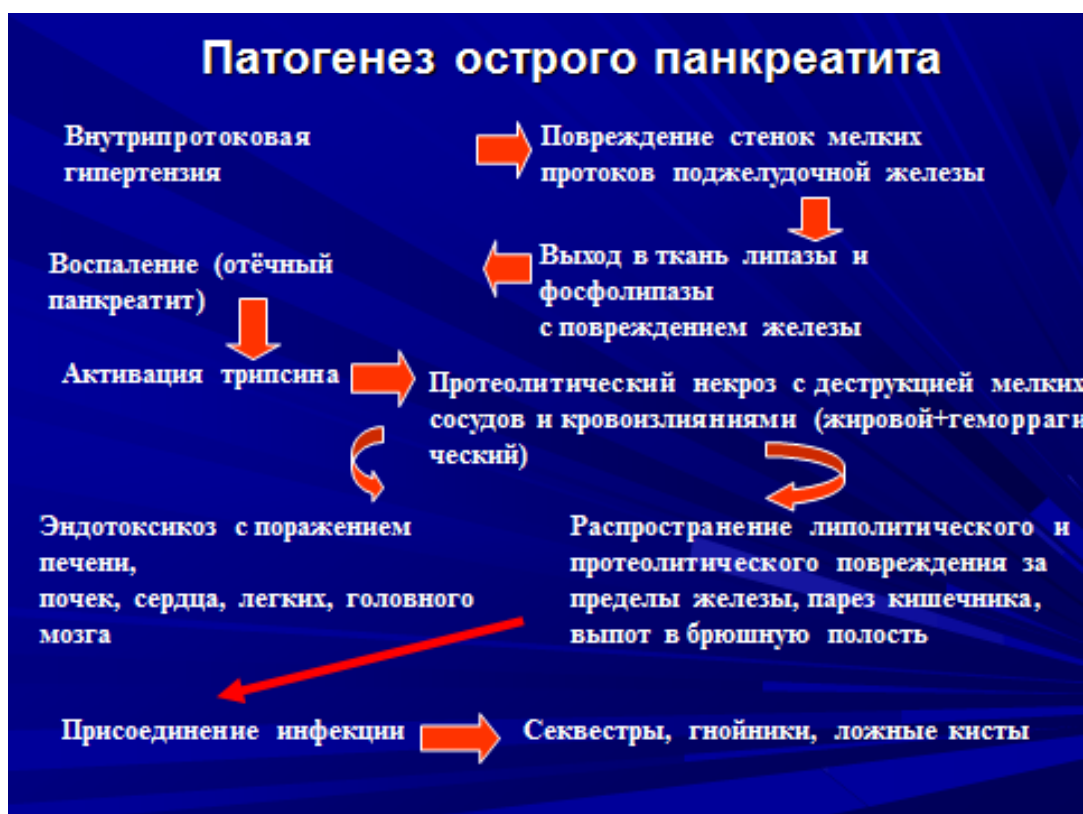 Патогенез острого панкреатита
Внутрипротоковая
гипертензия
Повреждение стенок мелких
протоков поджелудочной железы
Выход в ткань липазы и
фосфолипазы
с повреждением железы
Воспаление (отёчный
панкреатит)
Активация трипсина
Протеолитический некроз с деструкцией мелких
сосудов и кровоизлияниями (жировой+геморраги
ческий)
Эндотоксикоз с поражением
печени,
почек, сердца, легких, головного
мозга
Распространение липолитического и
протеолитического повреждения за
пределы железы, парез кишечника,
выпот в брюшную полость
Присоединение инфекции
Секвестры, гнойники, ложные кисты